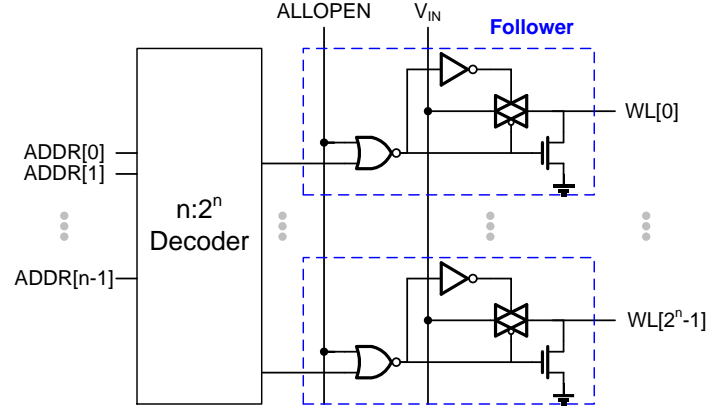 ALLOPEN
V_IN
Follower
WL[0]
ADDR[0]
ADDR[1]
n:2^n
Decoder
ADDR[n-1]
WL[2^n-1]